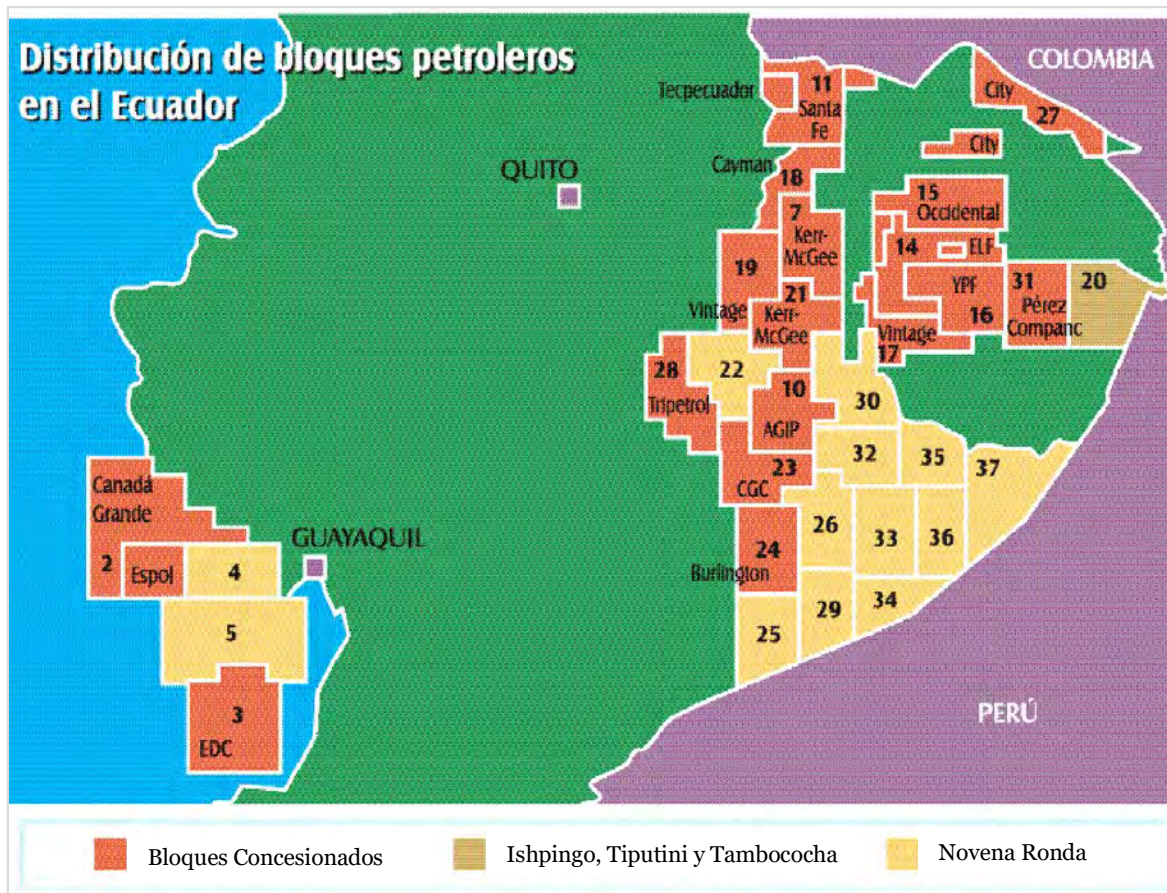 Distribución de bloques petroleros
en el Ecuador
COLOMBIA
Tecpecuador
11
Santa
Fe
City
27
City
Cayman
18
QUITO
7
Kerr-
McGee
15
Occidental
14
ELF
19
Vintage
21
Kerr-
McGee
YPF
16
31
Pérez
Companc
20
Vintage
17
28
Tripetrol
22
10
AGIP
30
23
CGC
32
35
37
Canadá
Grande
2
Espol
4
GUAYAQUIL
24
Burlington
26
33
36
5
25
29
34
3
EDC
PERÚ
Bloques Concesionados
Ishpingo, Tiputini y Tambococha
Novena Ronda